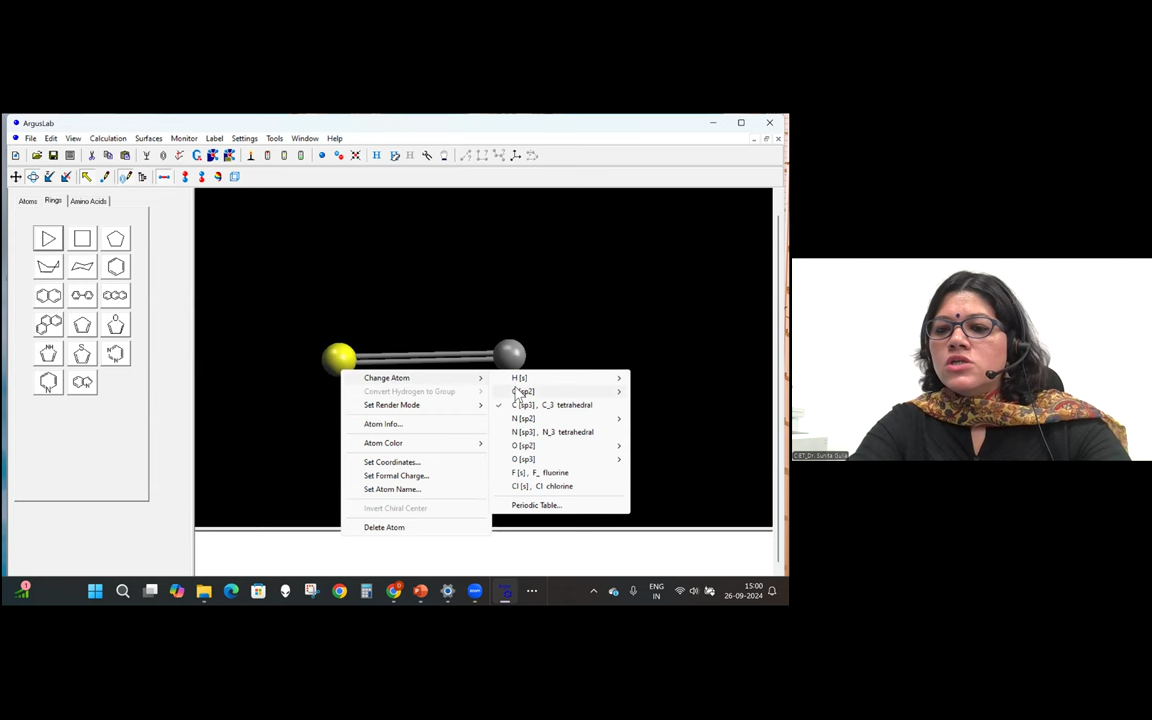 ArgusLab
File Edit View Calculation Surfaces Monitor Label Settings Tools Window Help
Atoms Rings Amino Acids
O
NH S N
N
Change Atom
Convert Hydrogen to Group
Set Render Mode
Atom Info...
Atom Color
Set Coordinates...
Set Formal Charge...
Set Atom Name...
Invert Chiral Center
Delete Atom
H [s]
C [sp2]
C [sp3] , C_3 tetrahedral
N [sp2]
N [sp3] , N_3 tetrahedral
O [sp2]
O [sp3]
F [s] , F_ fluorine
Cl [s] , Cl chlorine
Periodic Table...
1
ENG
IN
15:00
26-09-2024